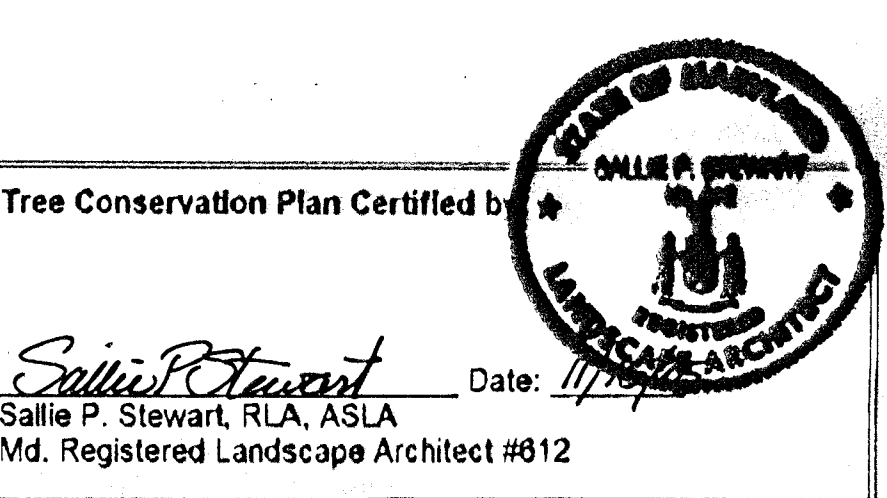 STATE OF MARYLAND
SALLIE P. STEWART
Tree Conservation Plan Certified by
REGISTERED
LANDSCAPE ARCHITECT
Sallie P Stewart Date:
Sallie P. Stewart, RLA, ASLA
Md. Registered Landscape Architect #612